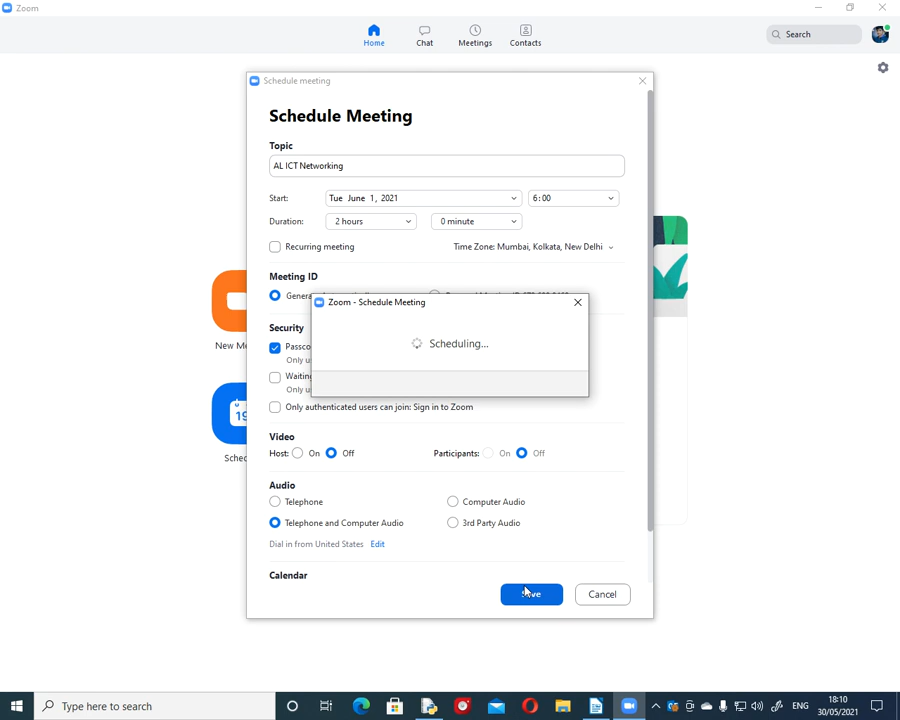 Zoom
Home
Chat
Meetings
Contacts
Search
Schedule meeting
Schedule Meeting
Topic
AL ICT Networking
Start:
Tue June 1, 2021
6:00
Duration:
2 hours
0 minute
Recurring meeting
Time Zone: Mumbai, Kolkata, New Delhi
Meeting ID
Zoom - Schedule Meeting
Scheduling...
Security
Only u
Only u
Only authenticated users can join: Sign in to Zoom
Video
Host:
On
Off
Participants:
On
Off
Audio
Telephone
Computer Audio
Telephone and Computer Audio
3rd Party Audio
Dial in from United States
Edit
Calendar
Cancel
New Me
Sched
19
Type here to search
ENG
18:10
30/05/2021